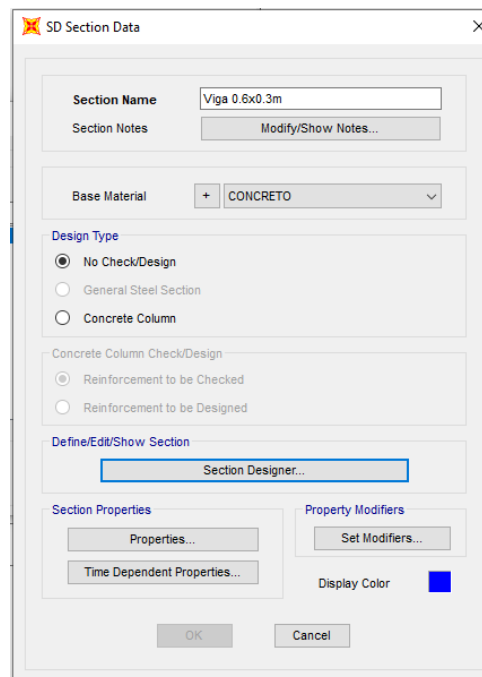 SD Section Data
Section Name Viga 0.6x0.3m
Section Notes Modify/Show Notes...
Base Material + CONCRETO
Design Type
No Check/Design
General Steel Section
Concrete Column
Concrete Column Check/Design
Reinforcement to be Checked
Reinforcement to be Designed
Define/Edit/Show Section
Section Designer...
Section Properties Property Modifiers
Properties... Set Modifiers...
Time Dependent Properties... Display Color
OK Cancel